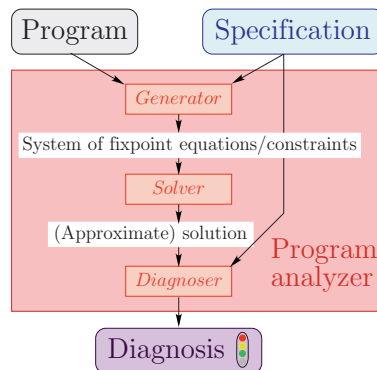 Program
Specification
Generator
System of fixpoint equations/constraints
Solver
(Approximate) solution
Program
analyzer
Diagnoser
Diagnosis